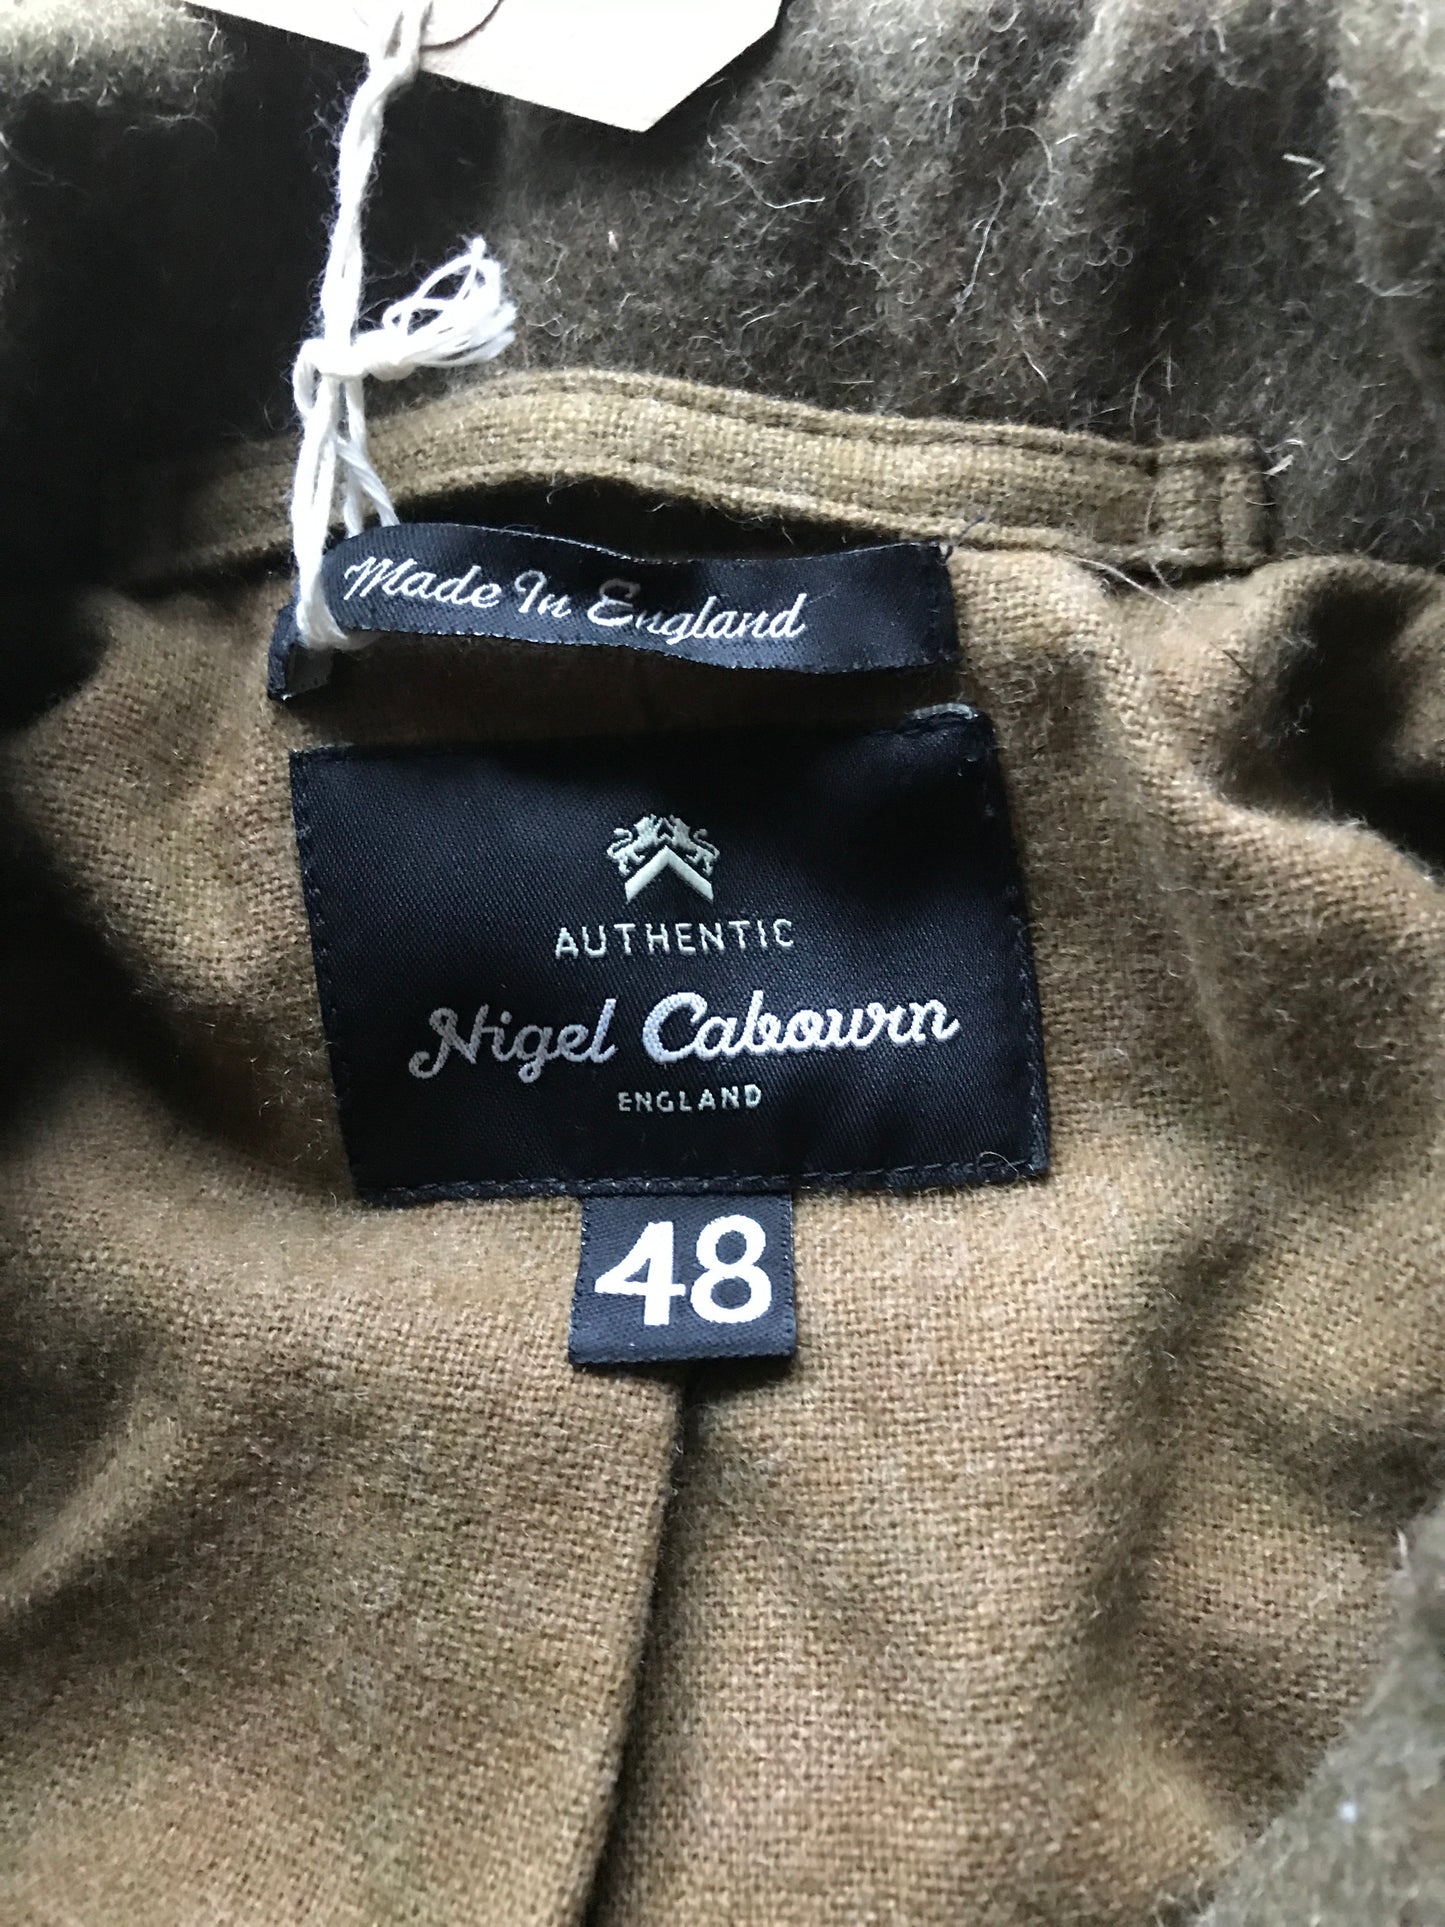 Made In England
AUTHENTIC
Nigel Cabourn
ENGLAND
48